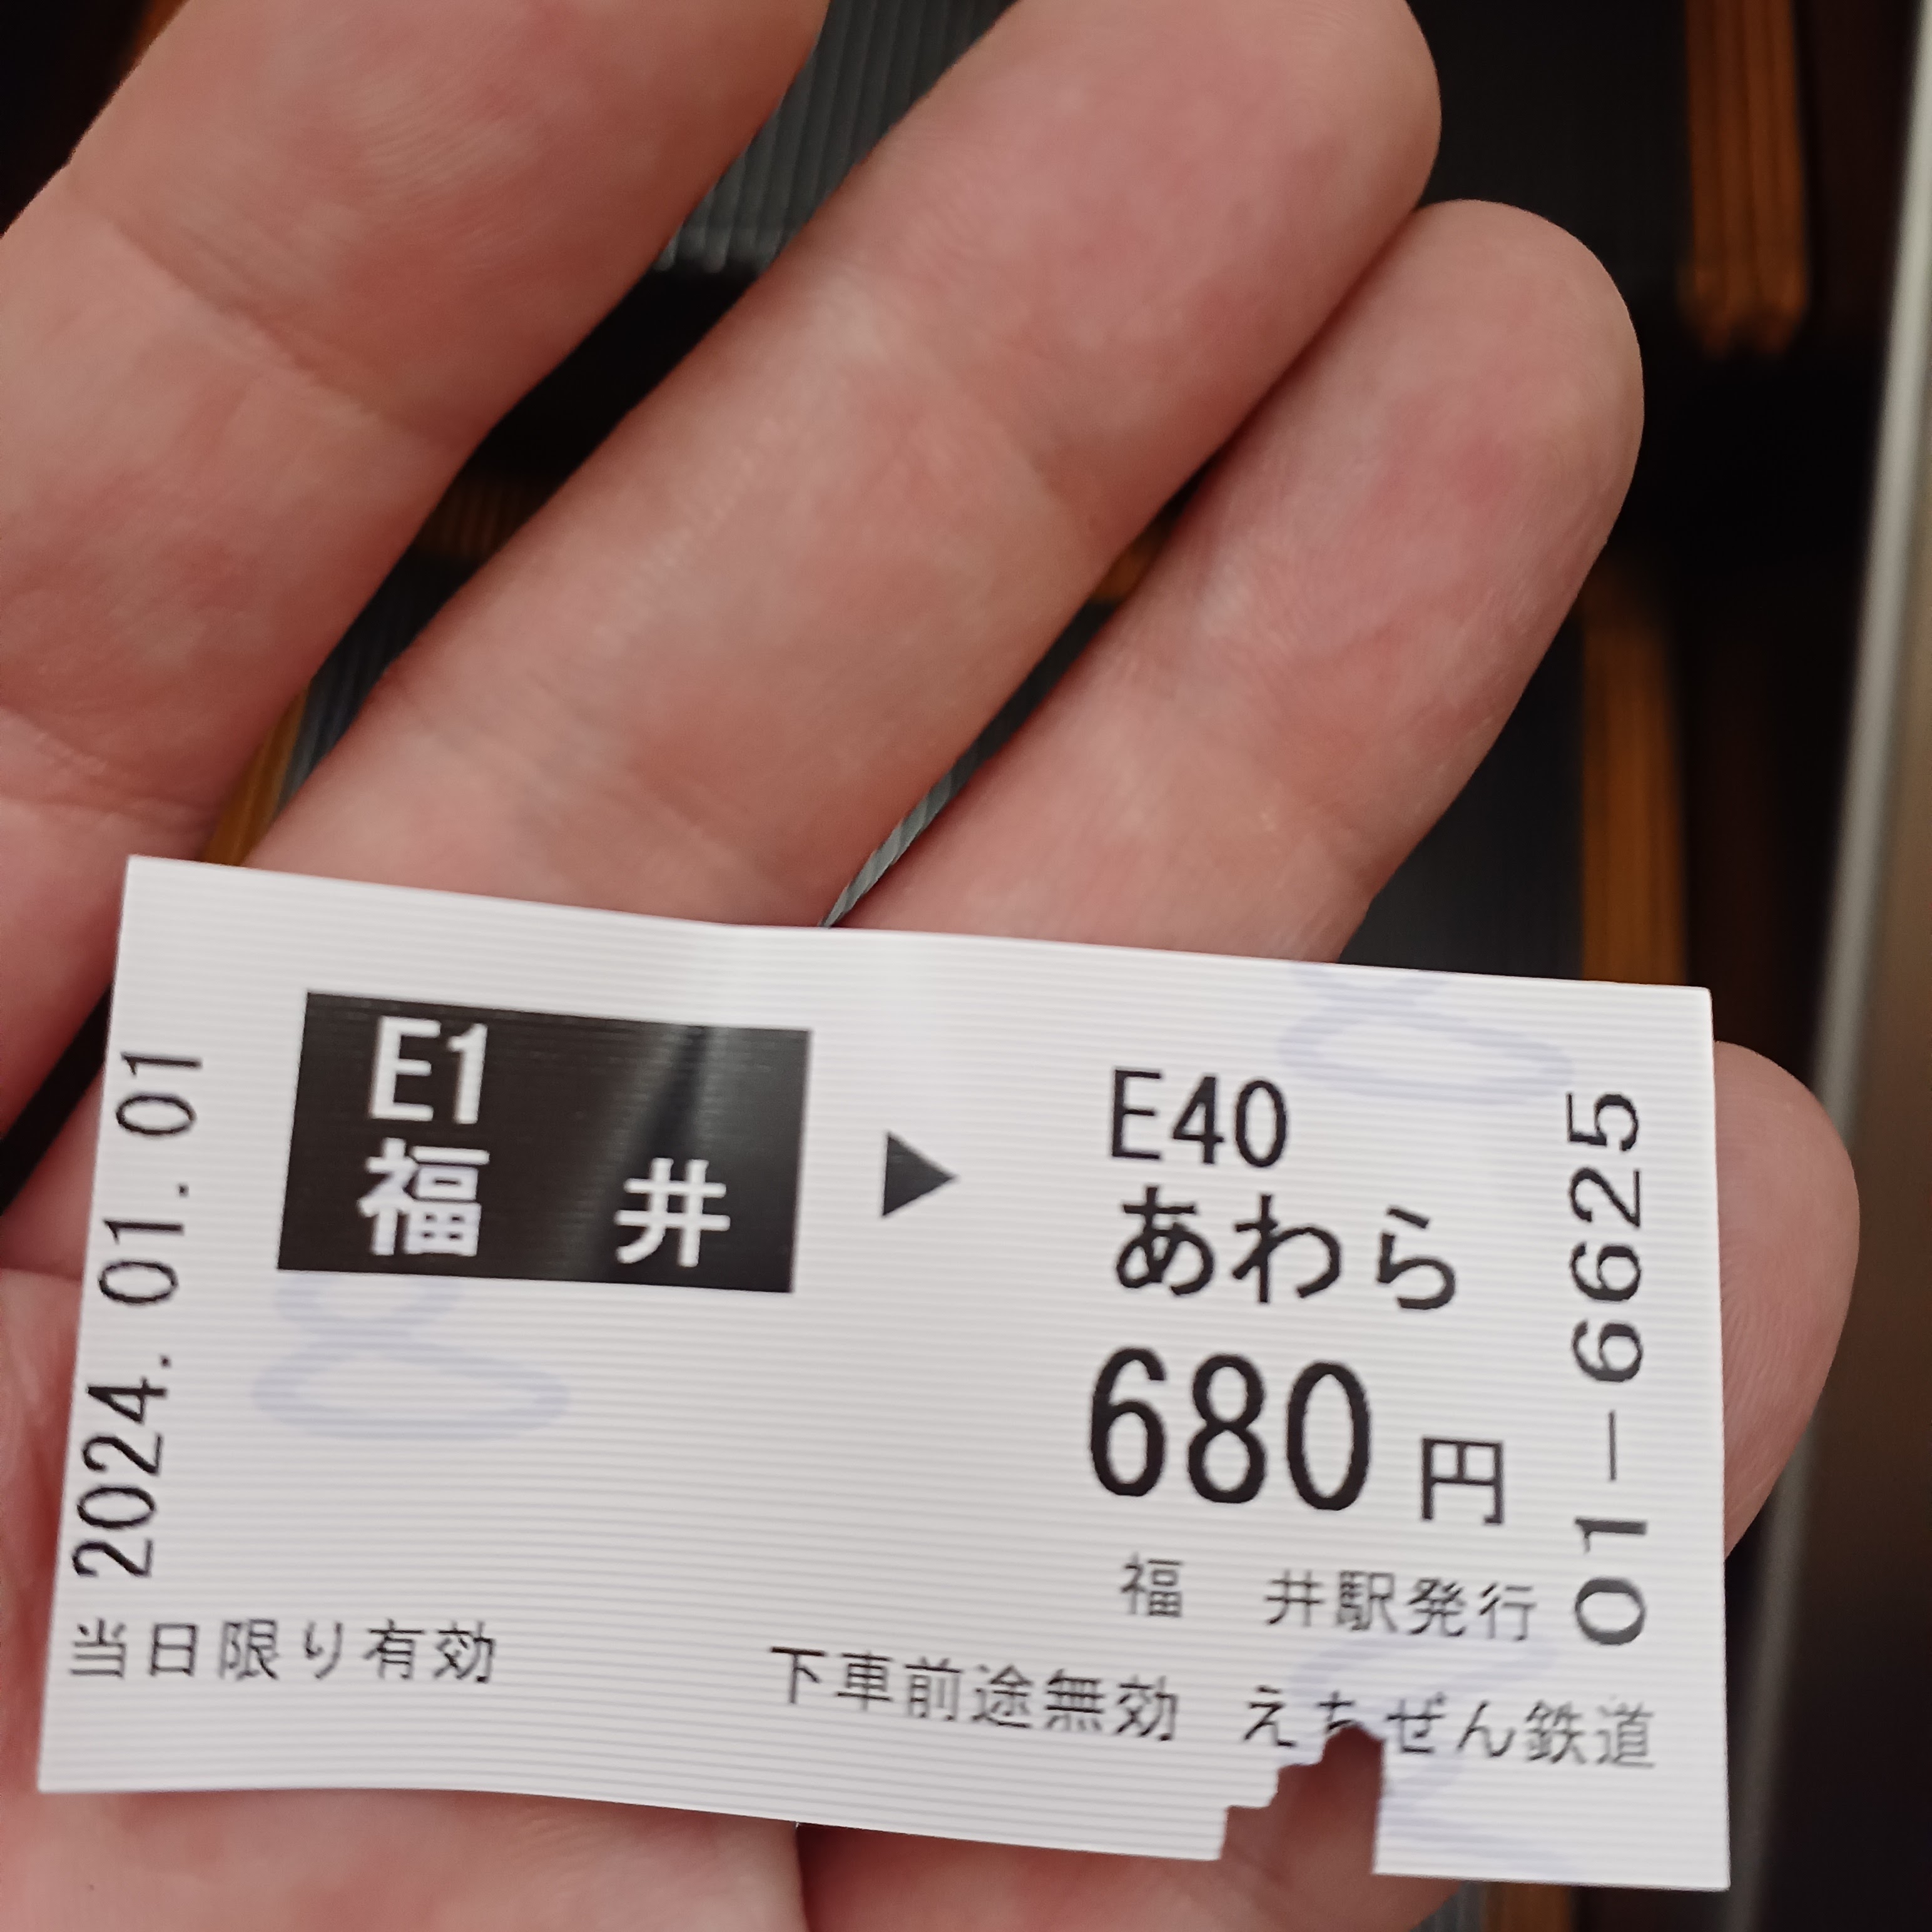 2024.01.01
E1
福 井
▶
E40
あわら
680円
福 井駅発行
01-6625
当日限り有効
下車前途無効 えちぜん鉄道